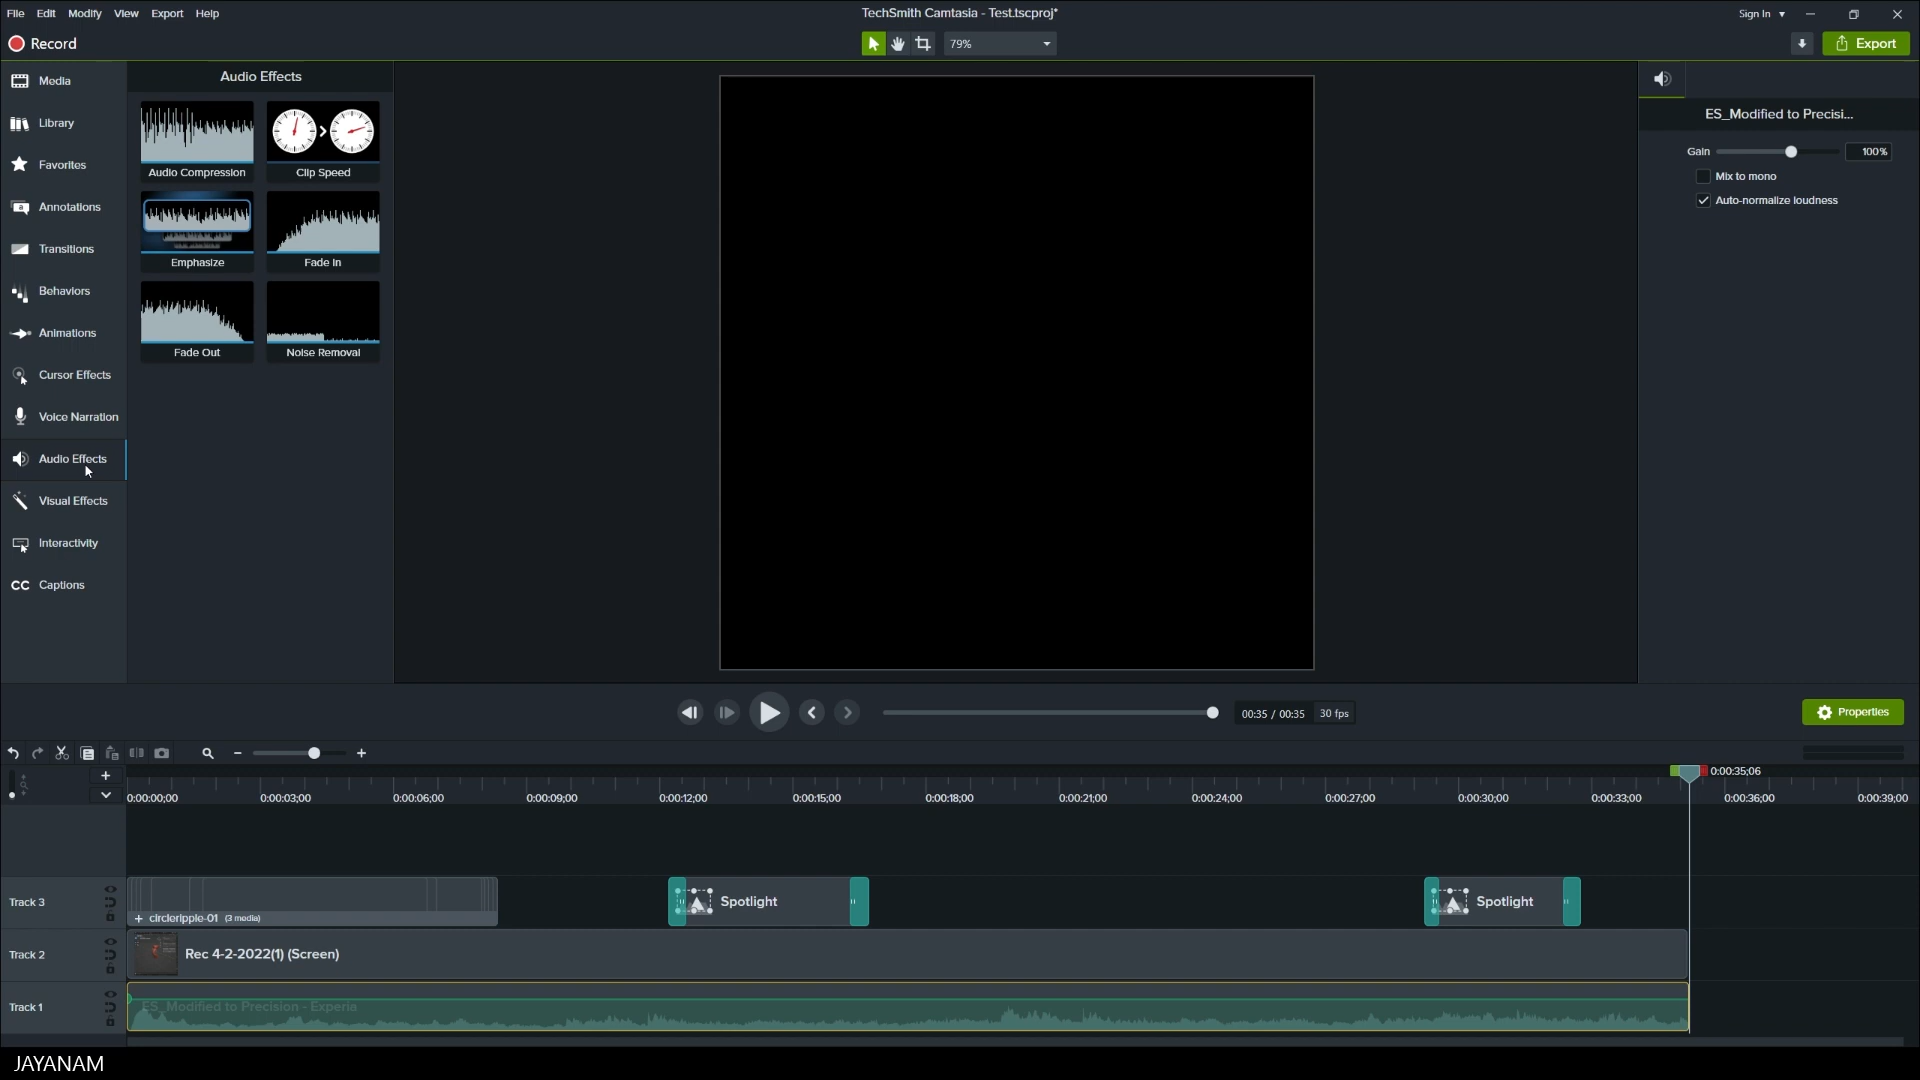 File Edit Modify View Export Help
TechSmith Camtasia - Test.tscproj*
Sign In
Record
79%
Export
Media
Library
Favorites
Annotations
Transitions
Behaviors
Animations
Cursor Effects
Voice Narration
Audio Effects
Visual Effects
Interactivity
CC Captions
Audio Effects
Audio Compression
Clip Speed
Emphasize
Fade In
Fade Out
Noise Removal
ES_Modified to Precisi...
Gain 100%
Mix to mono
Auto-normalize loudness
00:35 / 00:35 30 fps
Properties
0:00:35;06
0:00:00;00 0:00:03;00 0:00:06;00 0:00:09;00 0:00:12;00 0:00:15;00 0:00:18;00 0:00:21;00 0:00:24;00 0:00:27;00 0:00:30;00 0:00:33;00 0:00:36;00 0:00:39;00
Track 3
+ circleripple-01 (3 media)
Spotlight
Spotlight
Track 2
Rec 4-2-2022(1) (Screen)
Track 1
ES_Modified to Precision - Experia
JAYANAM